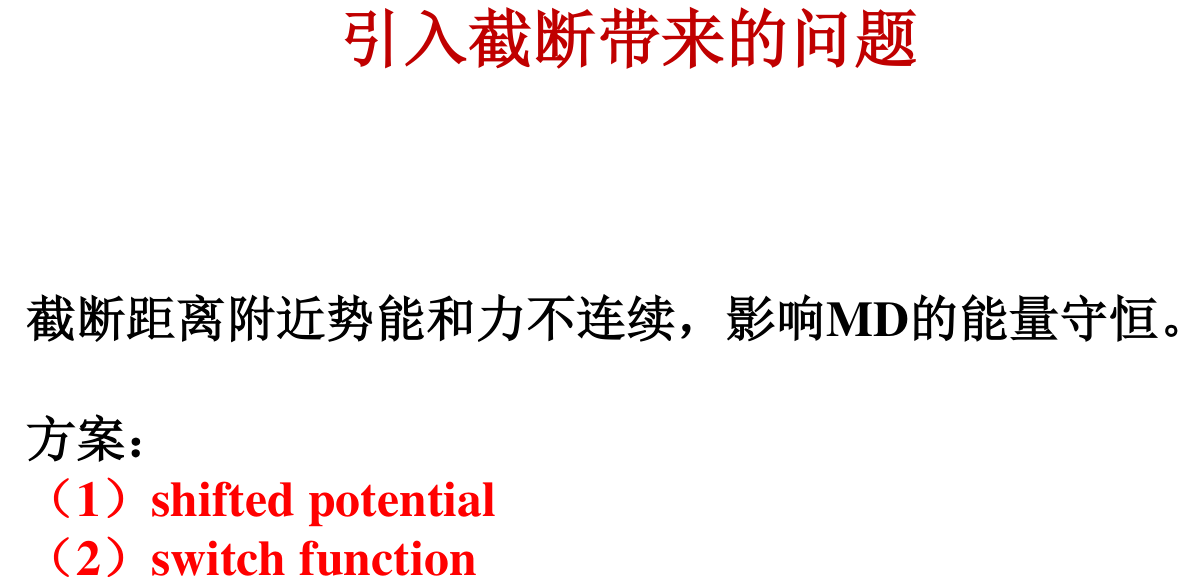 引入截断带来的问题
截断距离附近势能和力不连续，影响MD的能量守恒。
方案：
（1）shifted potential
（2）switch function